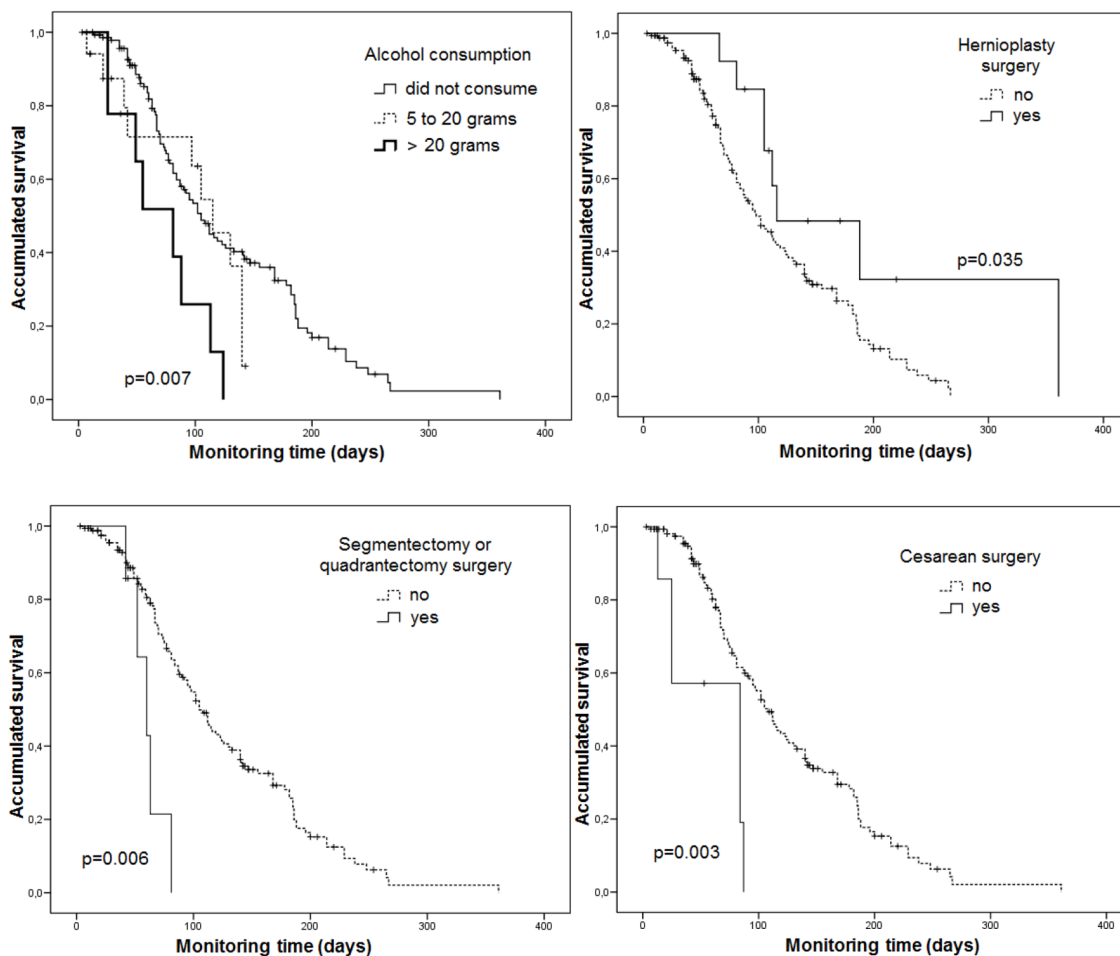 Alcohol consumption
did not consume
5 to 20 grams
> 20 grams
Accumulated survival
1,0
0,8
0,6
0,4
0,2
0,0
p=0.007
0
100
200
300
400
Monitoring time (days)
Hernioplasty
surgery
no
yes
Accumulated survival
1,0
0,8
0,6
0,4
0,2
0,0
p=0.035
0
100
200
300
400
Monitoring time (days)
Segmentectomy or
quadrantectomy surgery
no
yes
Accumulated survival
1,0
0,8
0,6
0,4
0,2
0,0
p=0.006
0
100
200
300
400
Monitoring time (days)
Cesarean surgery
no
yes
Accumulated survival
1,0
0,8
0,6
0,4
0,2
0,0
p=0.003
0
100
200
300
400
Monitoring time (days)